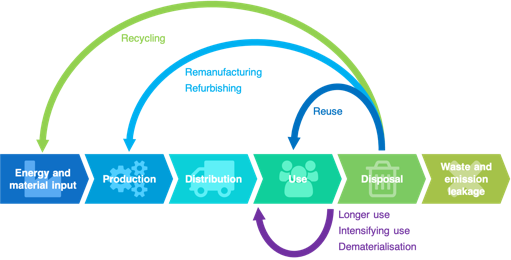 Recycling
Remanufacturing
Refurbishing
Reuse
Energy and
material input
Production
Distribution
Use
Disposal
Waste and
emission
leakage
Longer use
Intensifying use
Dematerialisation